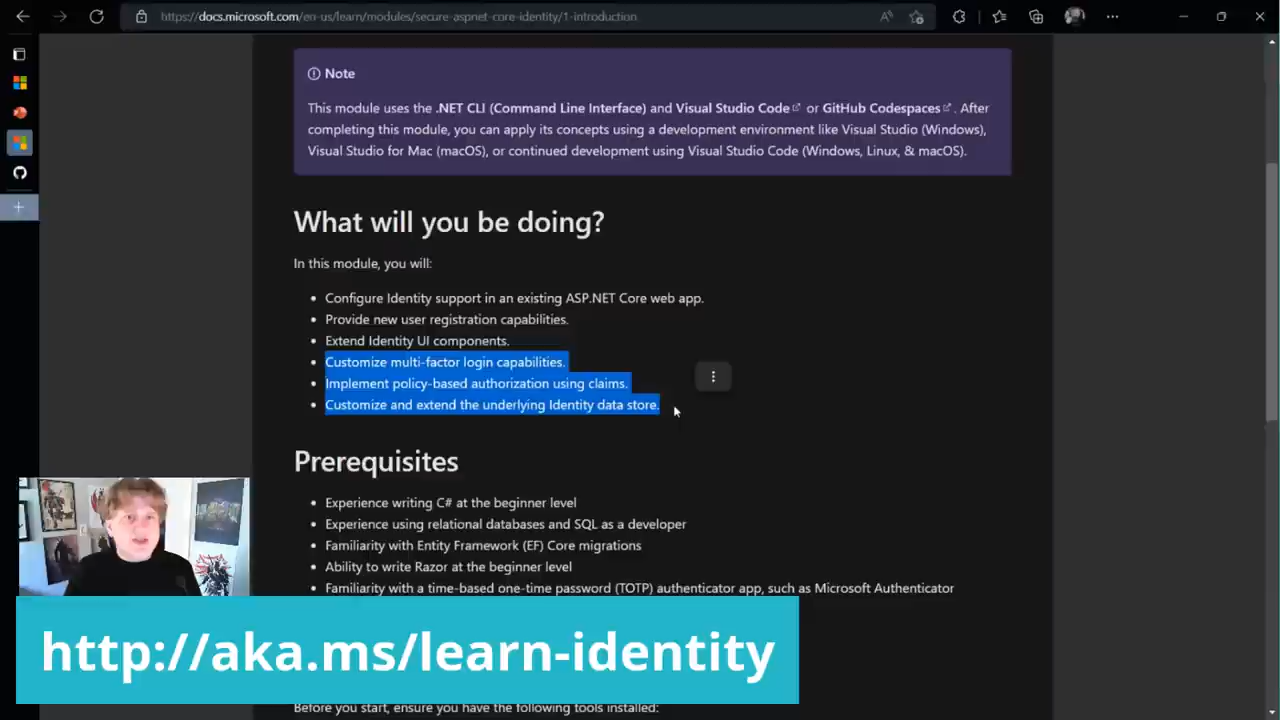 https://docs.microsoft.com/en-us/learn/modules/secure-aspnet-core-identity/1-introduction
Note
This module uses the .NET CLI (Command Line Interface) and Visual Studio Code or GitHub Codespaces. After
completing this module, you can apply its concepts using a development environment like Visual Studio (Windows),
Visual Studio for Mac (macOS), or continued development using Visual Studio Code (Windows, Linux, & macOS).
What will you be doing?
In this module, you will:
• Configure Identity support in an existing ASP.NET Core web app.
• Provide new user registration capabilities.
• Extend Identity UI components.
• Customize multi-factor login capabilities.
• Implement policy-based authorization using claims.
• Customize and extend the underlying Identity data store.
Prerequisites
• Experience writing C# at the beginner level
• Experience using relational databases and SQL as a developer
• Familiarity with Entity Framework (EF) Core migrations
• Ability to write Razor at the beginner level
• Familiarity with a time-based one-time password (TOTP) authenticator app, such as Microsoft Authenticator
http://aka.ms/learn-identity
Before you start, ensure you have the following tools installed: